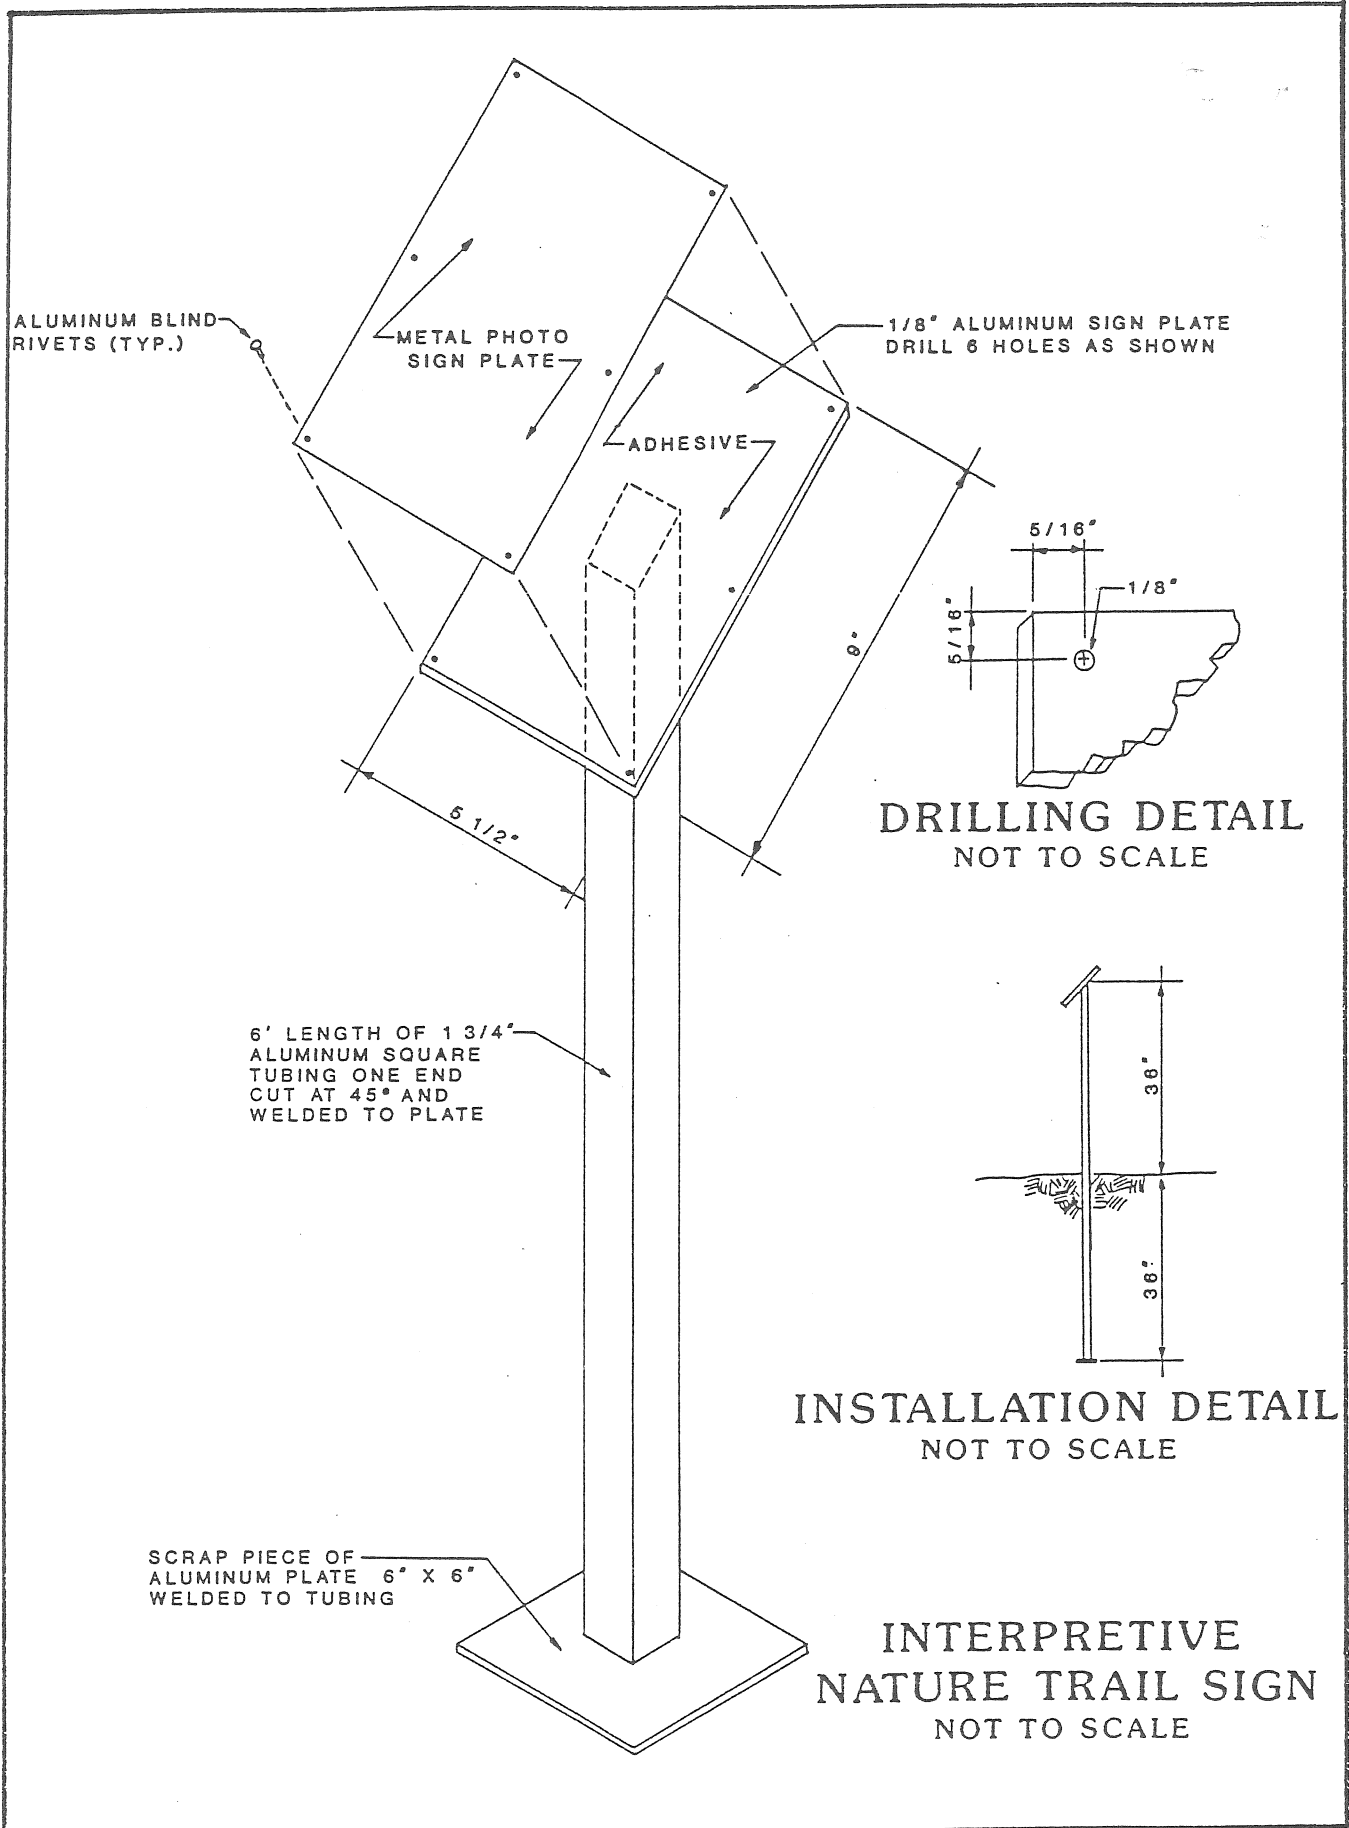 ALUMINUM BLIND
RIVETS (TYP.)
METAL PHOTO
SIGN PLATE
1/8" ALUMINUM SIGN PLATE
DRILL 6 HOLES AS SHOWN
ADHESIVE
5/16"
1/8"
5/16"
9"
5 1/2"
DRILLING DETAIL
NOT TO SCALE
6' LENGTH OF 1 3/4"
ALUMINUM SQUARE
TUBING ONE END
CUT AT 45° AND
WELDED TO PLATE
36"
36"
INSTALLATION DETAIL
NOT TO SCALE
SCRAP PIECE OF
ALUMINUM PLATE 6" X 6"
WELDED TO TUBING
INTERPRETIVE
NATURE TRAIL SIGN
NOT TO SCALE